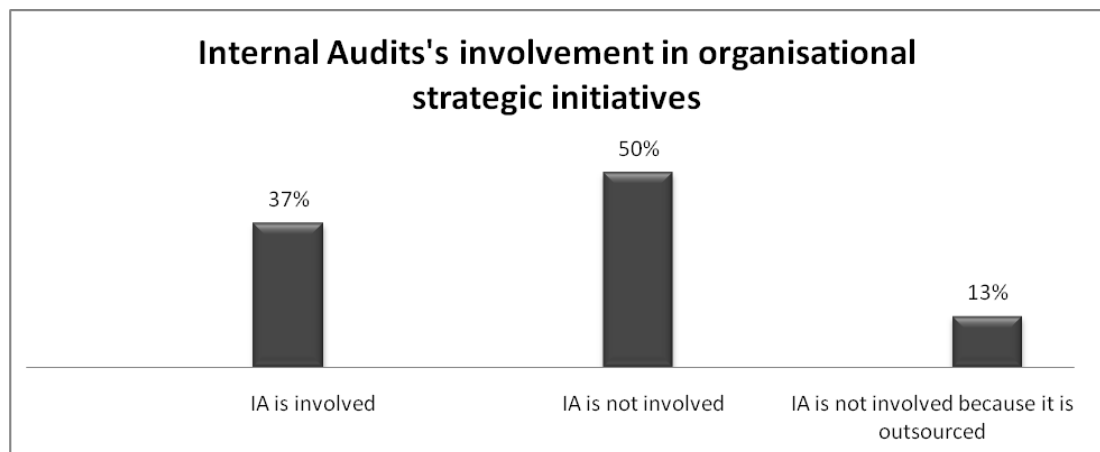 Internal Audits's involvement in organisational
strategic initiatives
37%
50%
13%
IA is involved
IA is not involved
IA is not involved because it is
outsourced